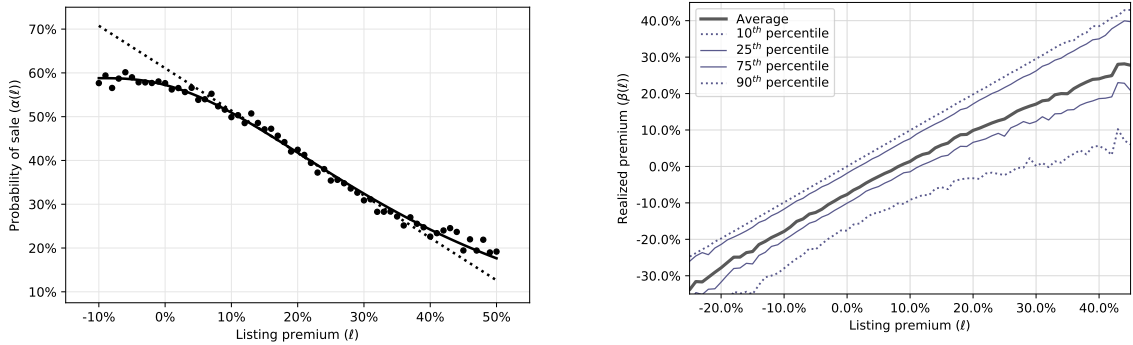 70%
60%
50%
40%
30%
20%
10%
Probability of sale (α(ℓ))
-10% 0% 10% 20% 30% 40% 50%
Listing premium (ℓ)
40.0%
30.0%
20.0%
10.0%
0.0%
-10.0%
-20.0%
-30.0%
Realized premium (β(ℓ))
Average
10th percentile
25th percentile
75th percentile
90th percentile
-20.0% -10.0% 0.0% 10.0% 20.0% 30.0% 40.0%
Listing premium (ℓ)